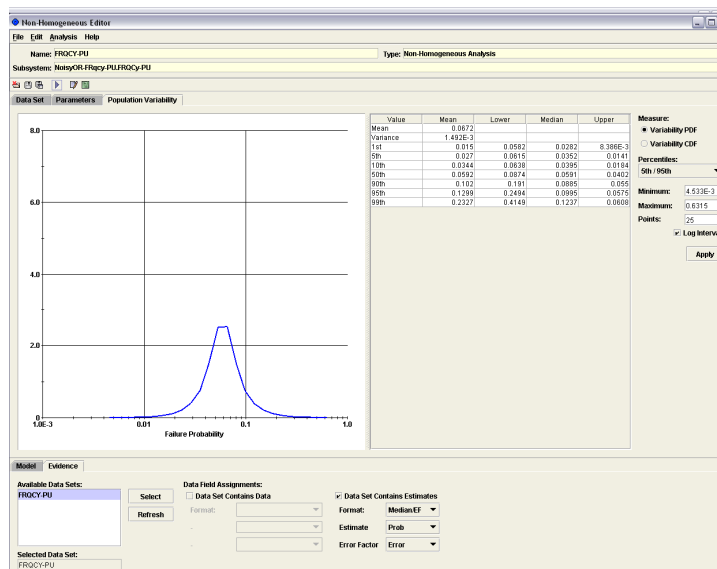 Non-Homogeneous Editor
File Edit Analysis Help
Name: FRQCY-PU Type: Non-Homogeneous Analysis
Subsystem: NoisyOR-FRqcy-PU.FRQCy-PU
Data Set Parameters Population Variability
8.0
6.0
4.0
2.0
0
1.0E-3 0.01 0.1 1.0
Failure Probability
Value Mean Lower Median Upper
Mean 0.0672
Variance 1.492E-3
1st 0.015 0.0582 0.0282 8.386E-3
5th 0.027 0.0615 0.0352 0.0141
10th 0.0344 0.0638 0.0395 0.0184
50th 0.0592 0.0874 0.0591 0.0402
90th 0.102 0.191 0.0885 0.055
95th 0.1299 0.2494 0.0995 0.0575
99th 0.2327 0.4149 0.1237 0.0608
Measure:
Variability PDF
Variability CDF
Percentiles:
5th / 95th
Minimum: 4.533E-3
Maximum: 0.6315
Points: 25
Log Interva
Apply
Model Evidence
Available Data Sets:
FRQCY-PU
Select
Refresh
Selected Data Set:
FRQCY-PU
Data Field Assignments:
Data Set Contains Data
Format:
-
-
Data Set Contains Estimates
Format: Median/EF
Estimate Prob
Error Factor Error